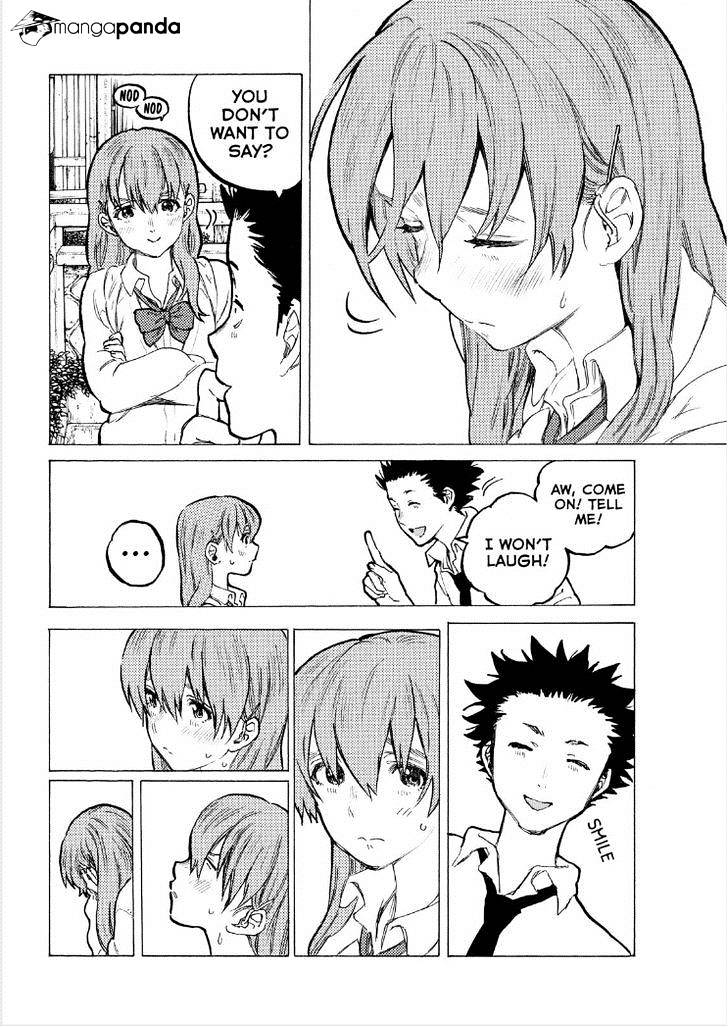 mangapanda
YOU
DON'T
WANT TO
SAY?
NOD
NOD
AW, COME
ON! TELL
ME!
I WON'T
LAUGH!
...
SMILE